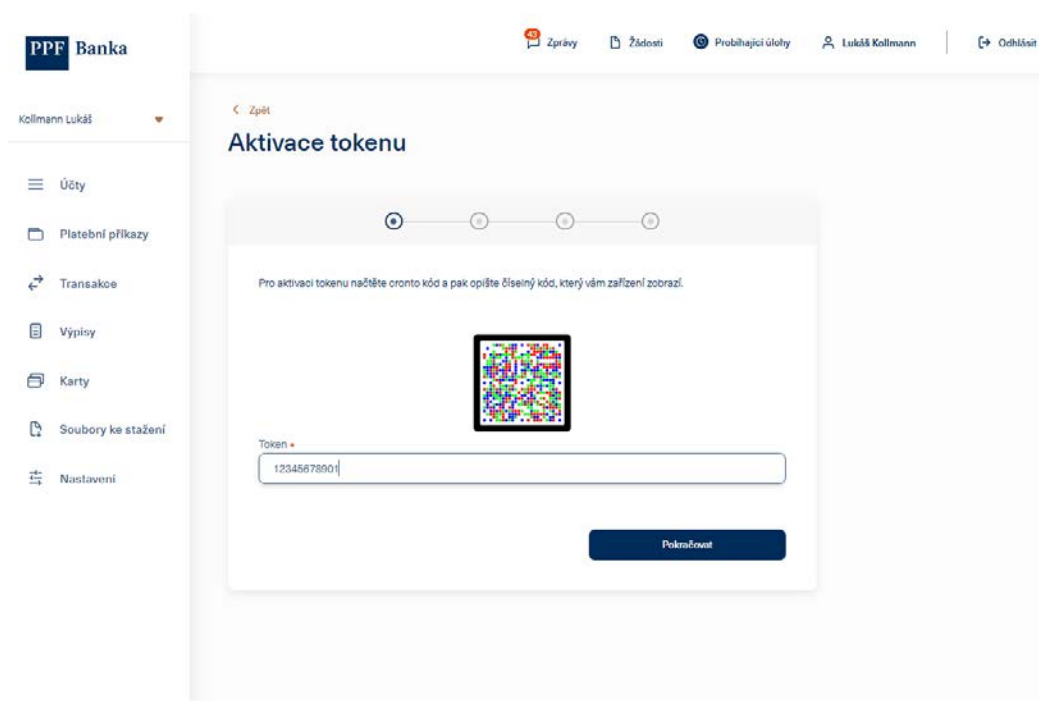 PPF Banka
43 Zprávy Žádosti Probíhající úlohy Lukáš Kollmann Odhlásit
Kollmann Lukáš
Zpět
Aktivace tokenu
Účty
Platební příkazy
Transakce
Výpisy
Karty
Soubory ke stažení
Nastavení
Pro aktivaci tokenu načtěte cronto kód a pak opište číselný kód, který vám zařízení zobrazí.
Token •
12345678901
Pokračovat